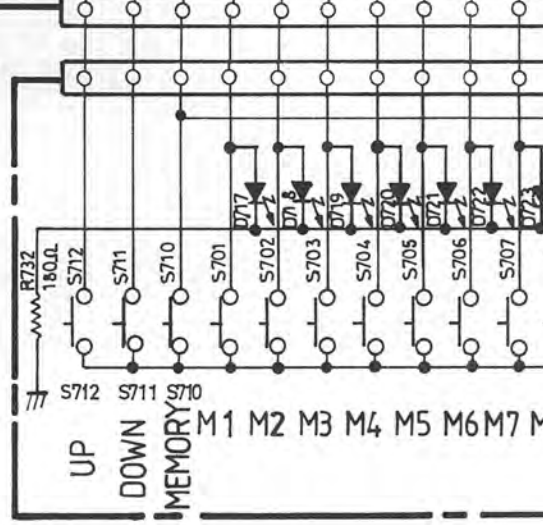 D717
D718
D719
D720
D721
D722
D723
R732
180Ω
S712
S711
S710
S701
S702
S703
S704
S705
S706
S707
S712 S711 S710
UP
DOWN
MEMORY
M1 M2 M3 M4 M5 M6 M7